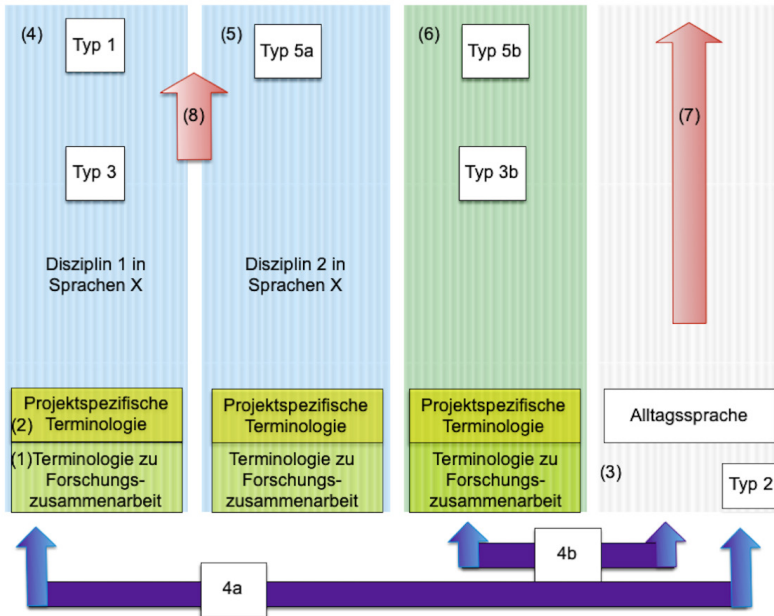 (4)
Typ 1
(5)
Typ 5a
(6)
Typ 5b
(8)
(7)
Typ 3
Typ 3b
Disziplin 1 in
Sprachen X
Disziplin 2 in
Sprachen X
Projektspezifische
(2) Terminologie
Projektspezifische
Terminologie
Projektspezifische
Terminologie
Alltagssprache
(1) Terminologie zu
Forschungs-
zusammenarbeit
Terminologie zu
Forschungs-
zusammenarbeit
Terminologie zu
Forschungs-
zusammenarbeit
(3)
Typ 2
4b
4a